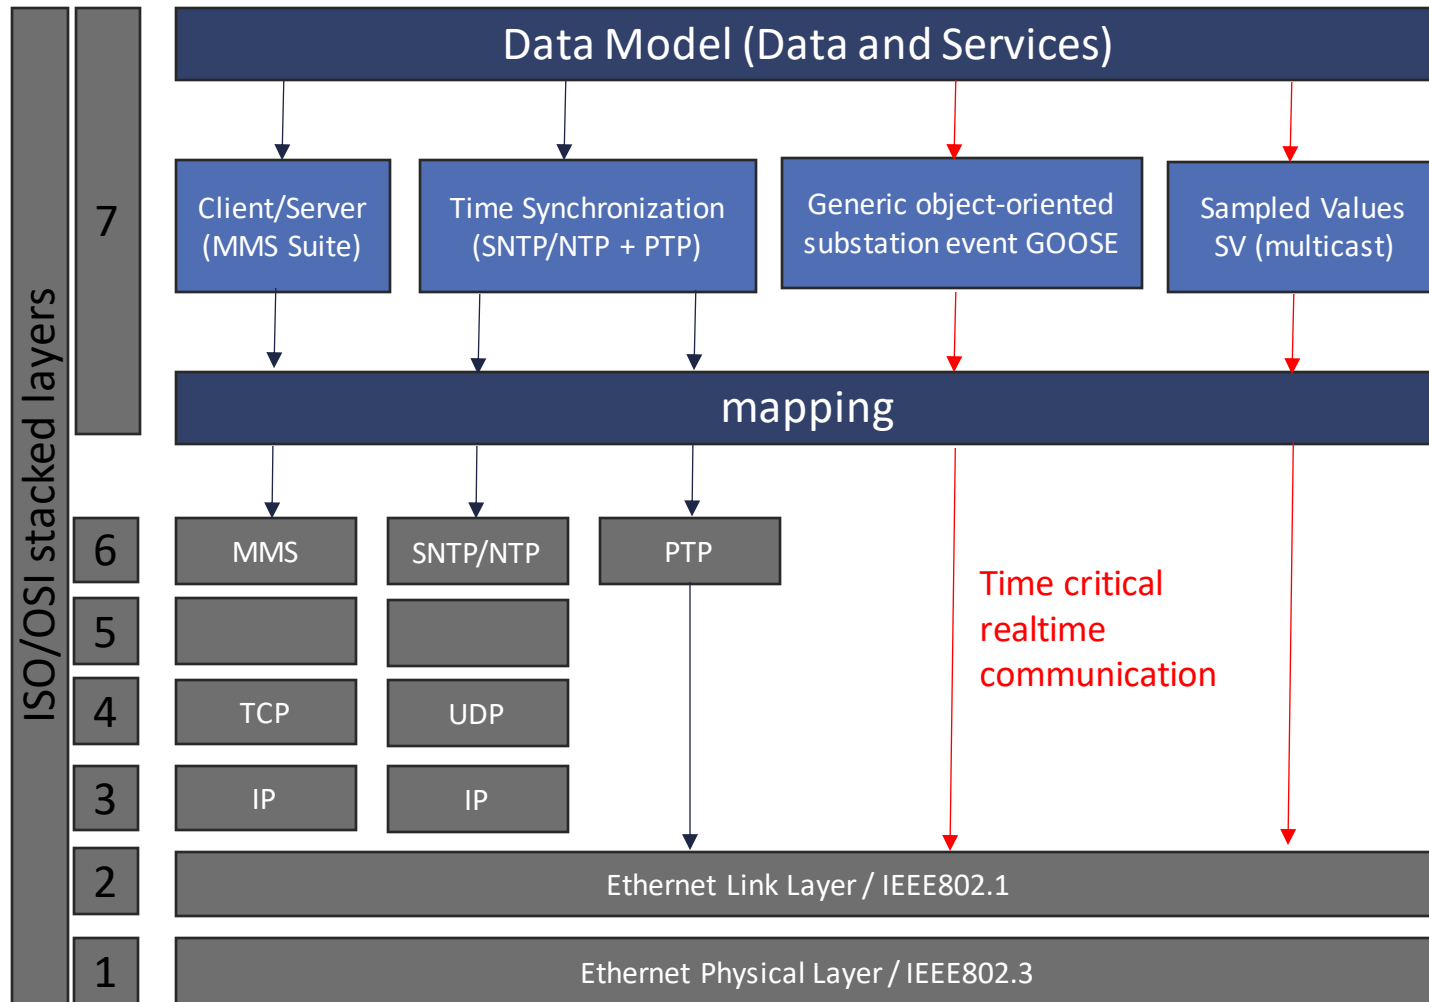 ISO/OSI stacked layers
Data Model (Data and Services)
7
Client/Server
(MMS Suite)
Time Synchronization
(SNTP/NTP + PTP)
Generic object-oriented
substation event GOOSE
Sampled Values
SV (multicast)
mapping
6
MMS
SNTP/NTP
PTP
Time critical
realtime
communication
5
4
TCP
UDP
3
IP
IP
2
Ethernet Link Layer / IEEE802.1
1
Ethernet Physical Layer / IEEE802.3